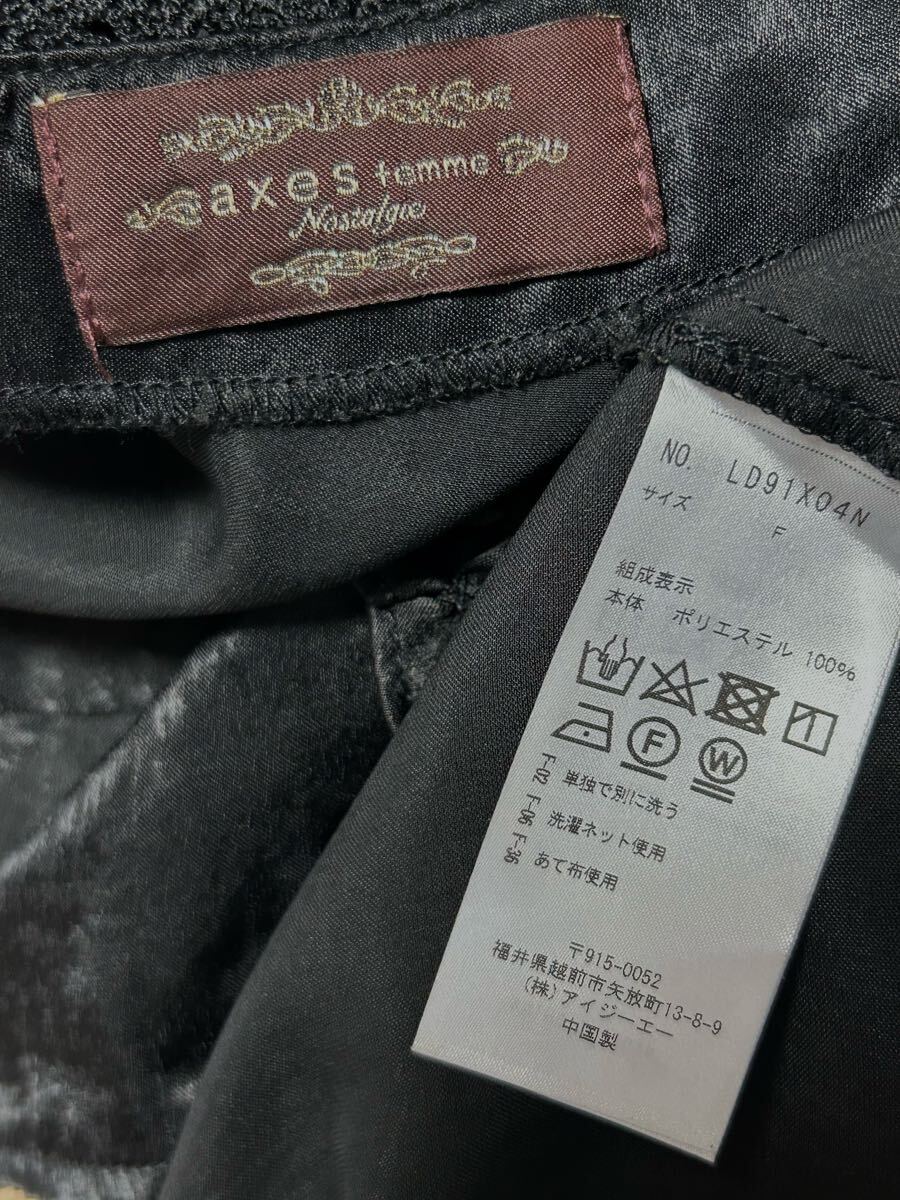 axes femme
Nostalgie
NO. LD91X04N
サイズ F
組成表示
本体 ポリエステル 100%
F
W
F-02 単独で別に洗う
F-06 洗濯ネット使用
F-36 あて布使用
〒915-0052
福井県越前市矢放町13-8-9
(株)アイジーエー
中国製